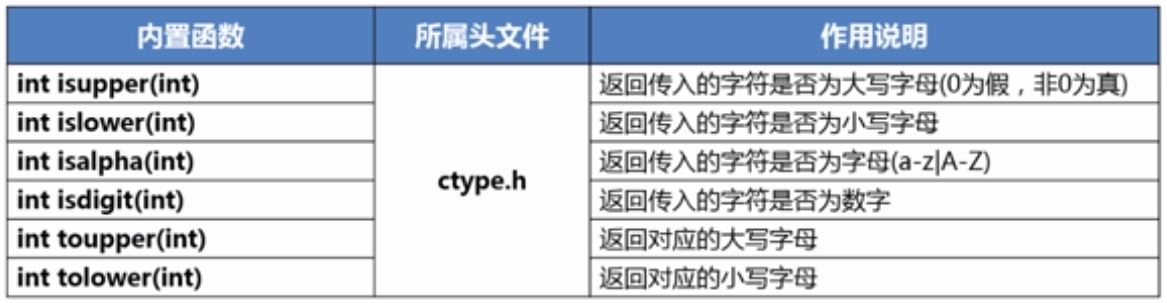 内置函数 所属头文件 作用说明
int isupper(int) 返回传入的字符是否为大写字母(0为假，非0为真)
int islower(int) 返回传入的字符是否为小写字母
int isalpha(int) 返回传入的字符是否为字母(a-z|A-Z)
ctype.h
int isdigit(int) 返回传入的字符是否为数字
int toupper(int) 返回对应的大写字母
int tolower(int) 返回对应的小写字母